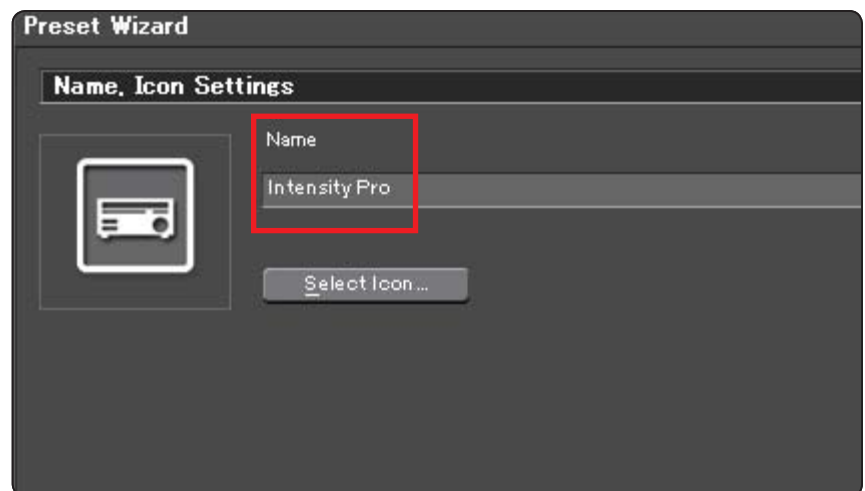 Preset Wizard
Name, Icon Settings
Name
Intensity Pro
Select Icon...